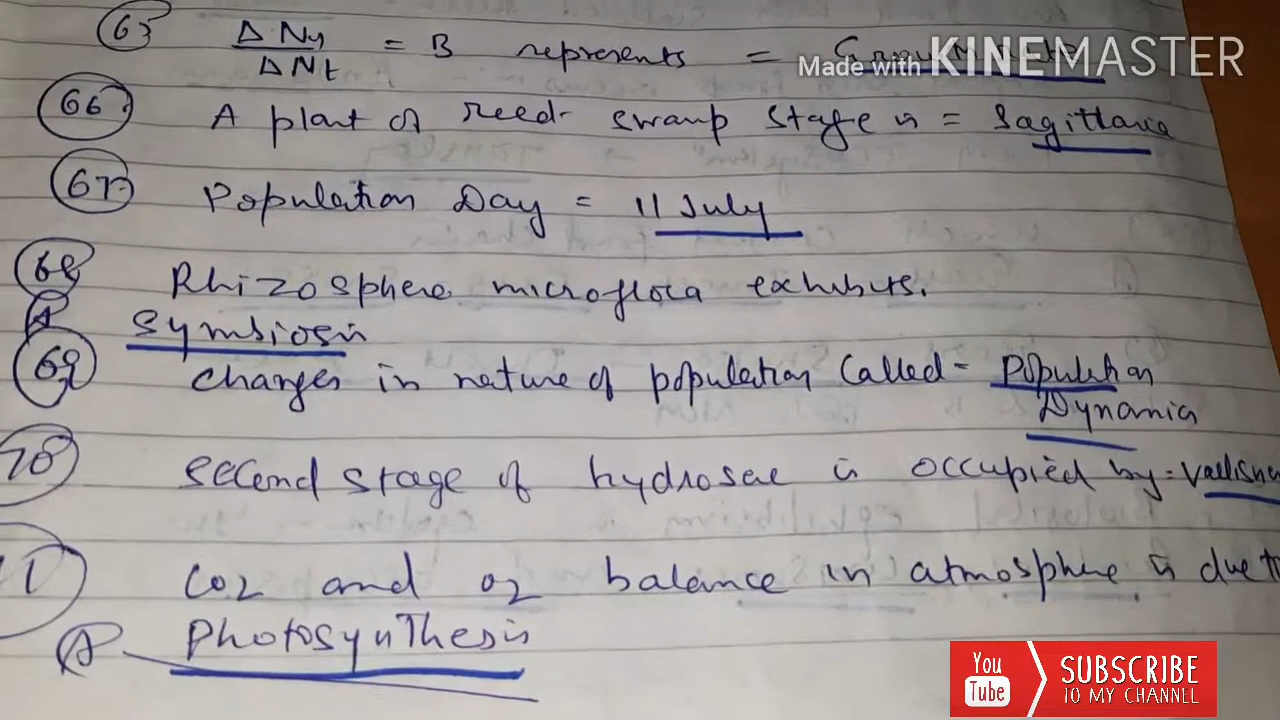 65 ΔNy/ΔNt = B represents =
Made with KINEMASTER
66. A plant of reed- swamp stage is = Sagittaria
67. Population Day = 11 July
68 Rhizosphere microflora exhibits.
A Symbiosis
69 changes in nature of population called = Population
Dynamics
70 second stage of hydrosere is occupied by = Vallisne
1 CO2 and O2 balance in atmosphere is due to
A Photosynthesis
You Tube SUBSCRIBE
TO MY CHANNEL